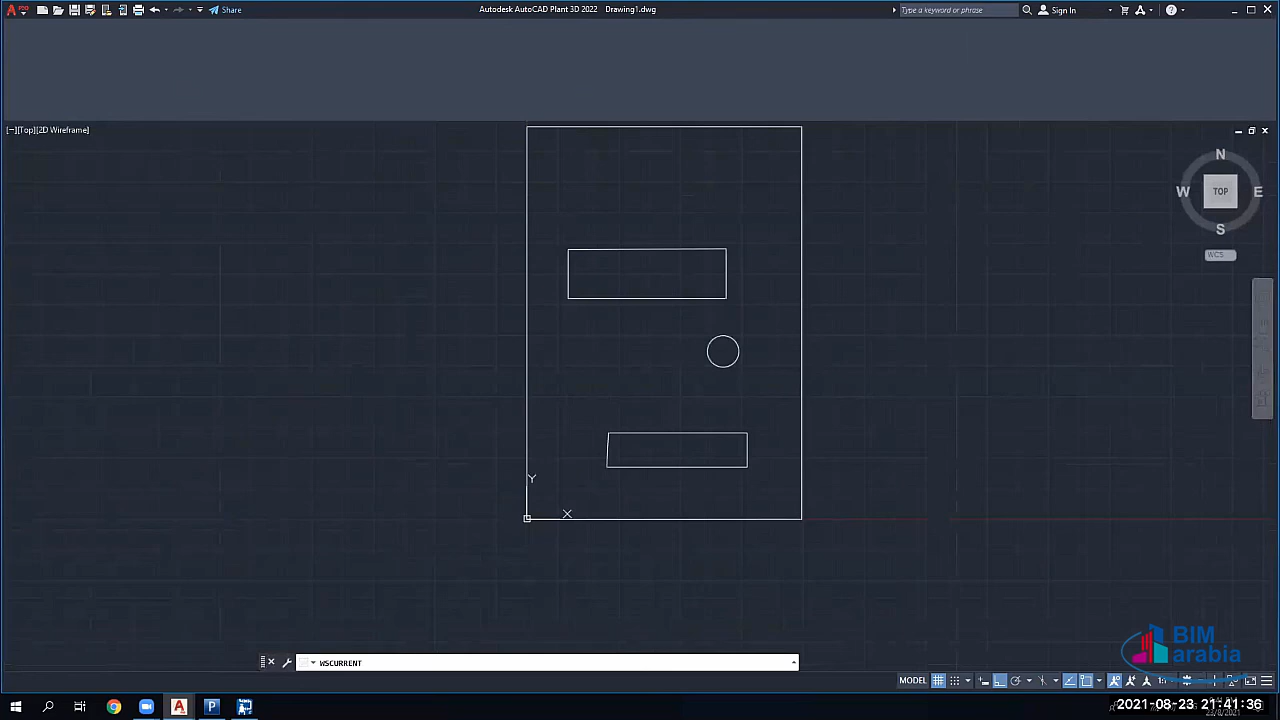 Share
Autodesk AutoCAD Plant 3D 2022 Drawing1.dwg
Type a keyword or phrase
Sign In
[−][Top][2D Wireframe]
N
W
TOP
E
S
WCS
Y
X
WSCURRENT
BIM
arabia
MODEL
2021-08-23 21:41:36